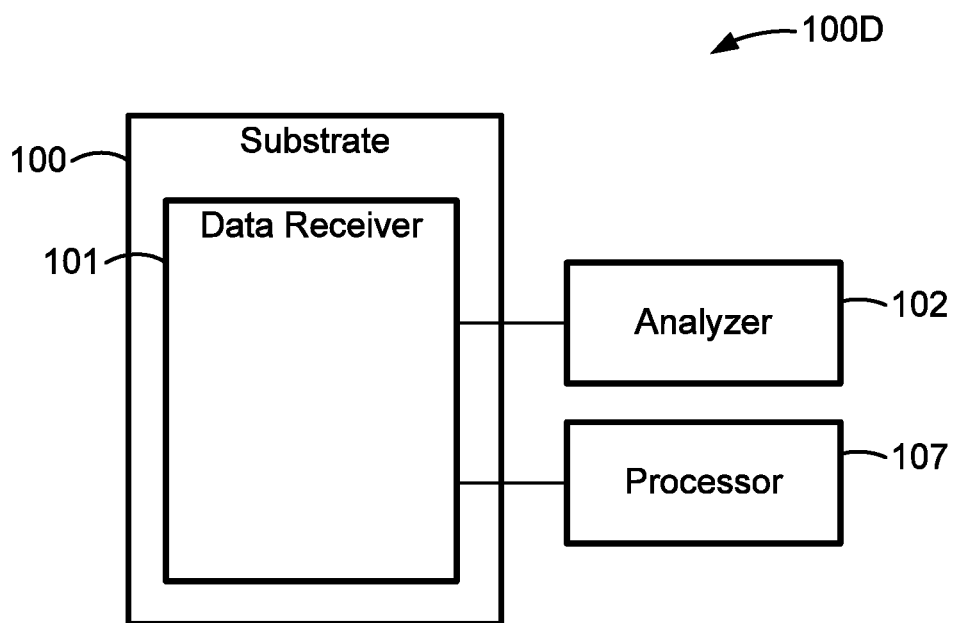 100D
Substrate
100
Data Receiver
101
Analyzer
102
Processor
107